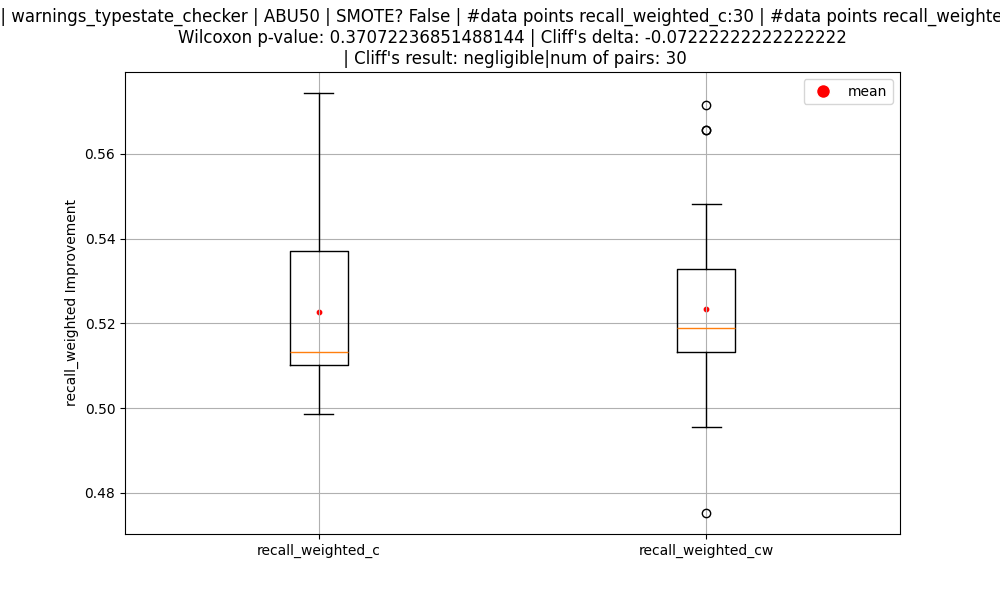 | warnings_typestate_checker | ABU50 | SMOTE? False | #data points recall_weighted_c:30 | #data points
Wilcoxon p-value: 0.37072236851488144 | Cliff's delta: -0.07222222222222222
| Cliff's result: negligible|num of pairs: 30
mean
recall_weighted Improvement
0.56
0.54
0.52
0.50
0.48
recall_weighted_c
recall_weighted_cw